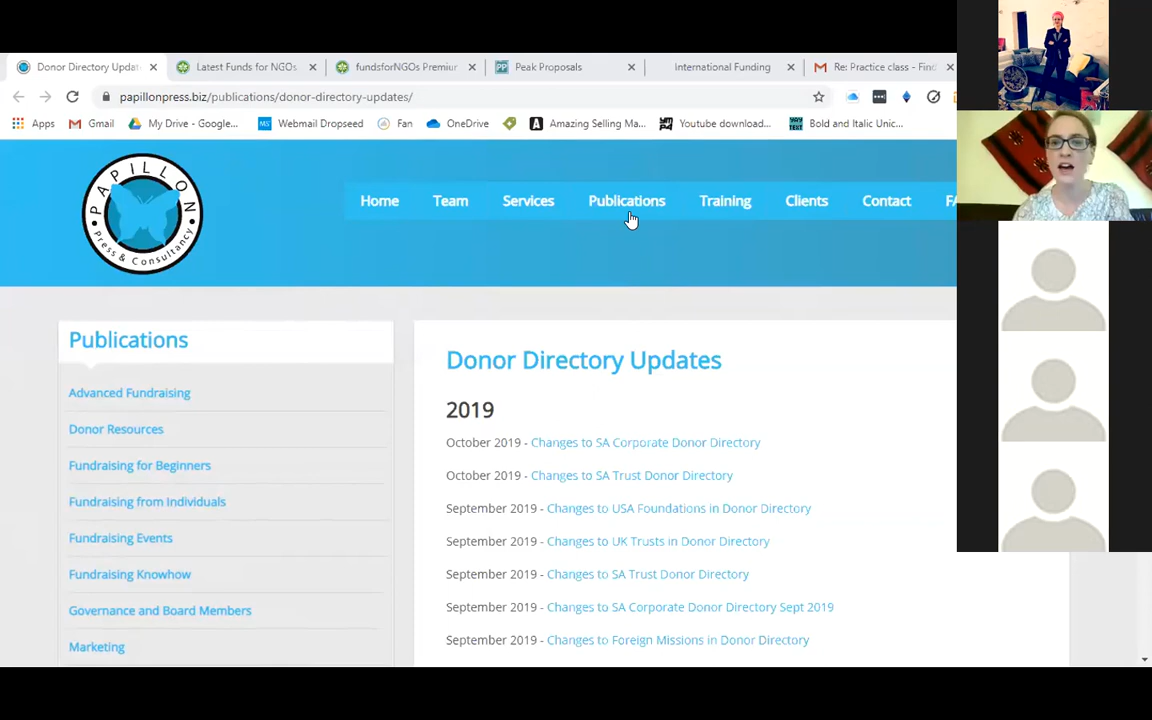 Donor Directory Updat
Latest Funds for NGOs
fundsforNGOs Premiu
Peak Proposals
International Funding
Re: Practice class - Find
papillonpress.biz/publications/donor-directory-updates/
Apps
Gmail
My Drive - Google...
Webmail Dropseed
Fan
OneDrive
Amazing Selling Ma...
Youtube download...
Bold and Italic Unic...
PAPILLON
Press & Consultancy
Home
Team
Services
Publications
Training
Clients
Contact
FA
Publications
Advanced Fundraising
Donor Resources
Fundraising for Beginners
Fundraising from Individuals
Fundraising Events
Fundraising Knowhow
Governance and Board Members
Marketing
Donor Directory Updates
2019
October 2019 - Changes to SA Corporate Donor Directory
October 2019 - Changes to SA Trust Donor Directory
September 2019 - Changes to USA Foundations in Donor Directory
September 2019 - Changes to UK Trusts in Donor Directory
September 2019 - Changes to SA Trust Donor Directory
September 2019 - Changes to SA Corporate Donor Directory Sept 2019
September 2019 - Changes to Foreign Missions in Donor Directory